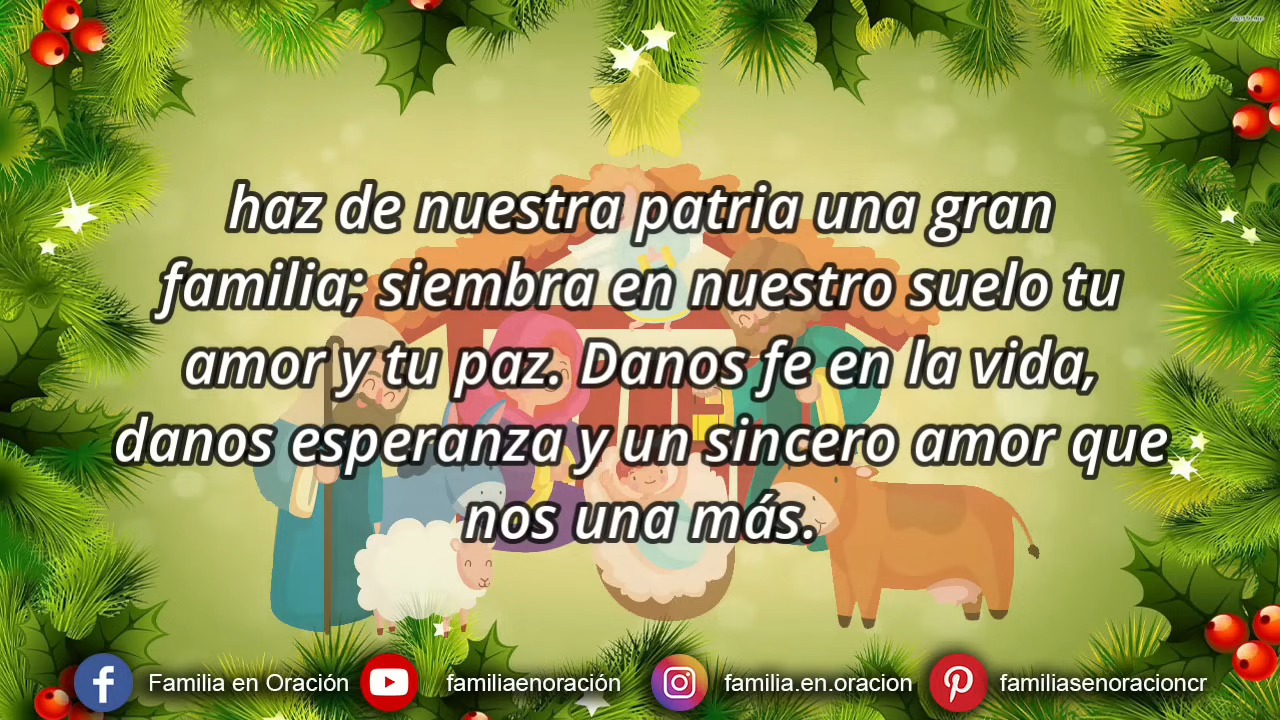 haz de nuestra patria una gran
familia; siembra en nuestro suelo tu
amor y tu paz. Danos fe en la vida,
danos esperanza y un sincero amor que
nos una más.
Familia en Oración
familiaenoración
familia.en.oracion
familiasenoracioncr